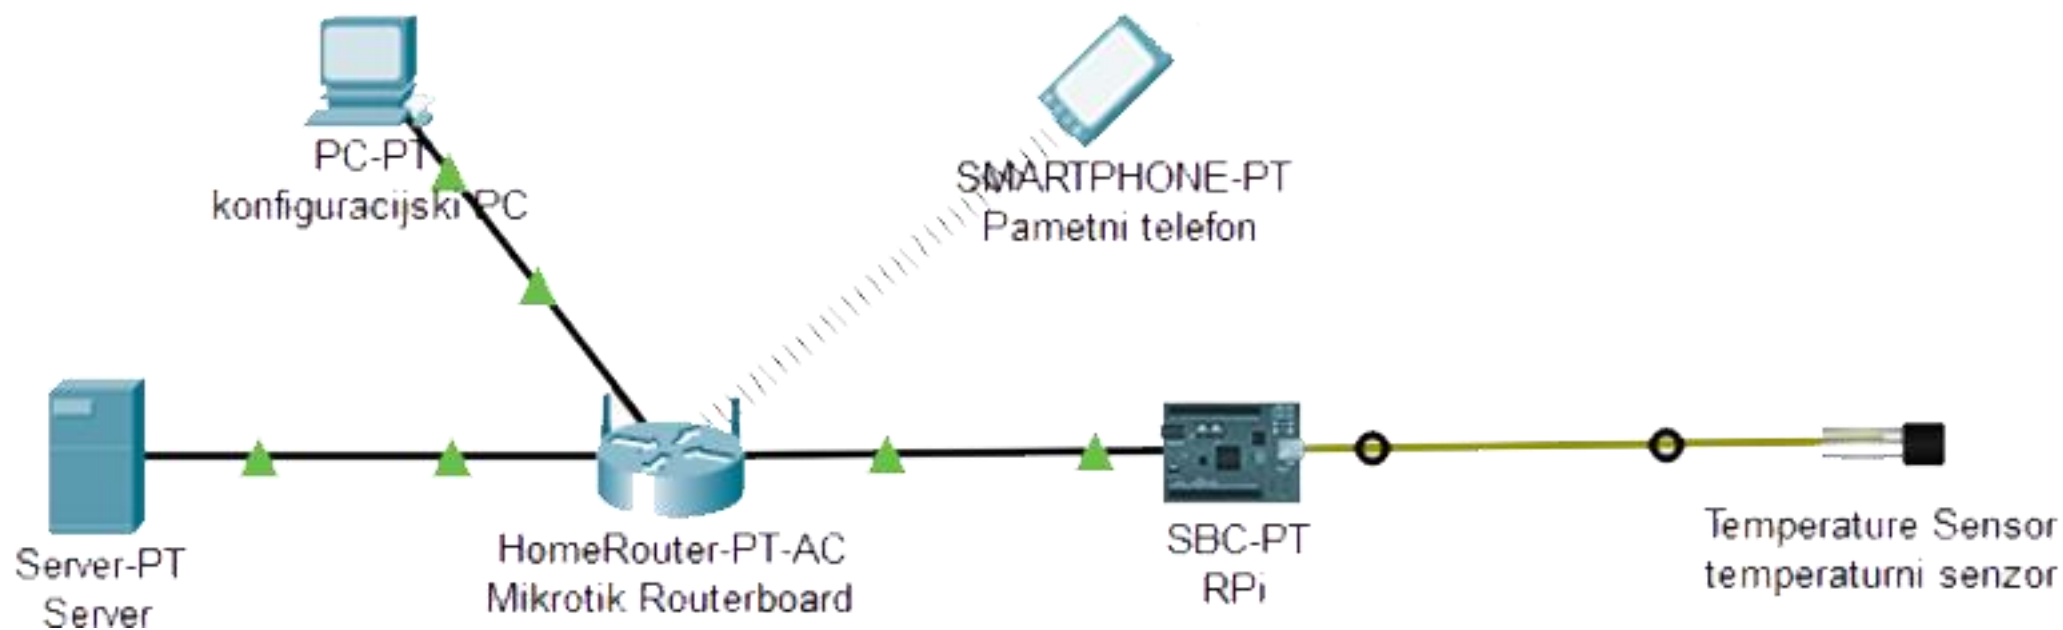 PC-PT
konfiguracijski PC
SMARTPHONE-PT
Pametni telefon
Server-PT
Server
HomeRouter-PT-AC
Mikrotik Routerboard
SBC-PT
RPi
Temperature Sensor
temperaturni senzor